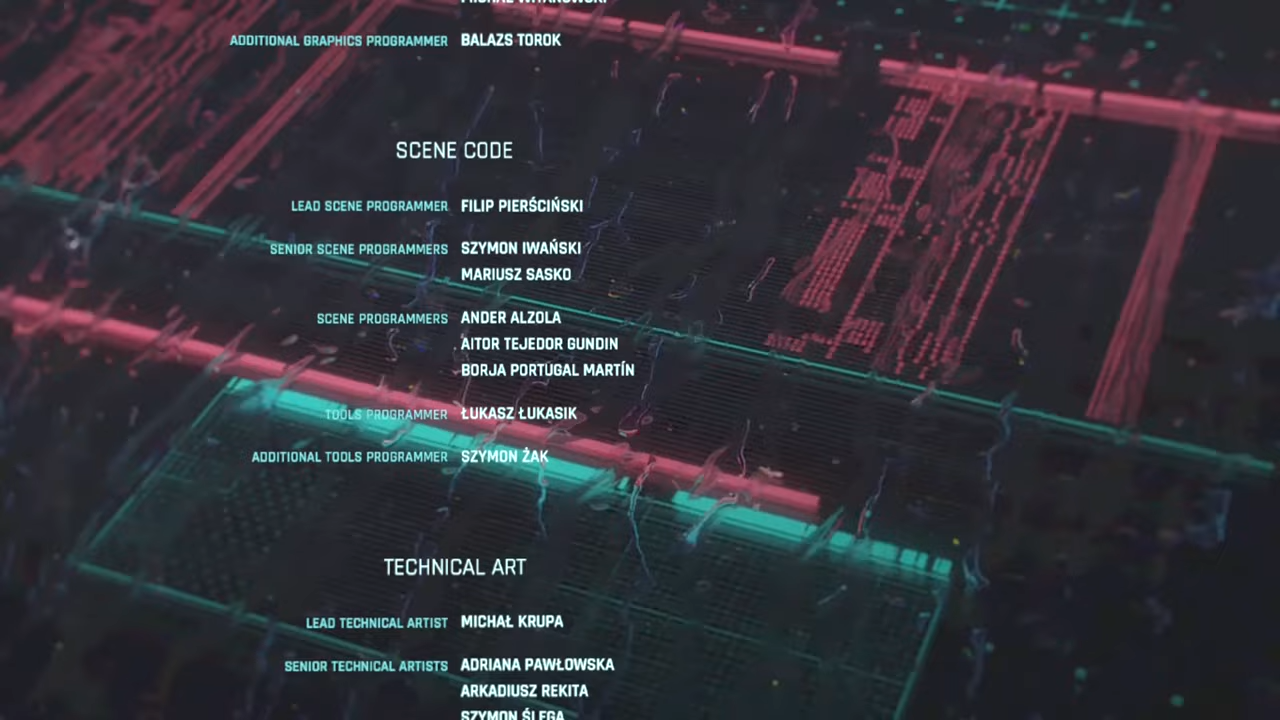 ADDITIONAL GRAPHICS PROGRAMMER BALAZS TOROK
SCENE CODE
LEAD SCENE PROGRAMMER FILIP PIERŚCIŃSKI
SENIOR SCENE PROGRAMMERS SZYMON IWAŃSKI
MARIUSZ SASKO
SCENE PROGRAMMERS ANDER ALZOLA
AITOR TEJEDOR GUNDIN
BORJA PORTUGAL MARTÍN
TOOLS PROGRAMMER ŁUKASZ ŁUKASIK
ADDITIONAL TOOLS PROGRAMMER SZYMON ŻAK
TECHNICAL ART
LEAD TECHNICAL ARTIST MICHAŁ KRUPA
SENIOR TECHNICAL ARTISTS ADRIANA PAWŁOWSKA
ARKADIUSZ REKITA
SZYMON ŚLĘGA